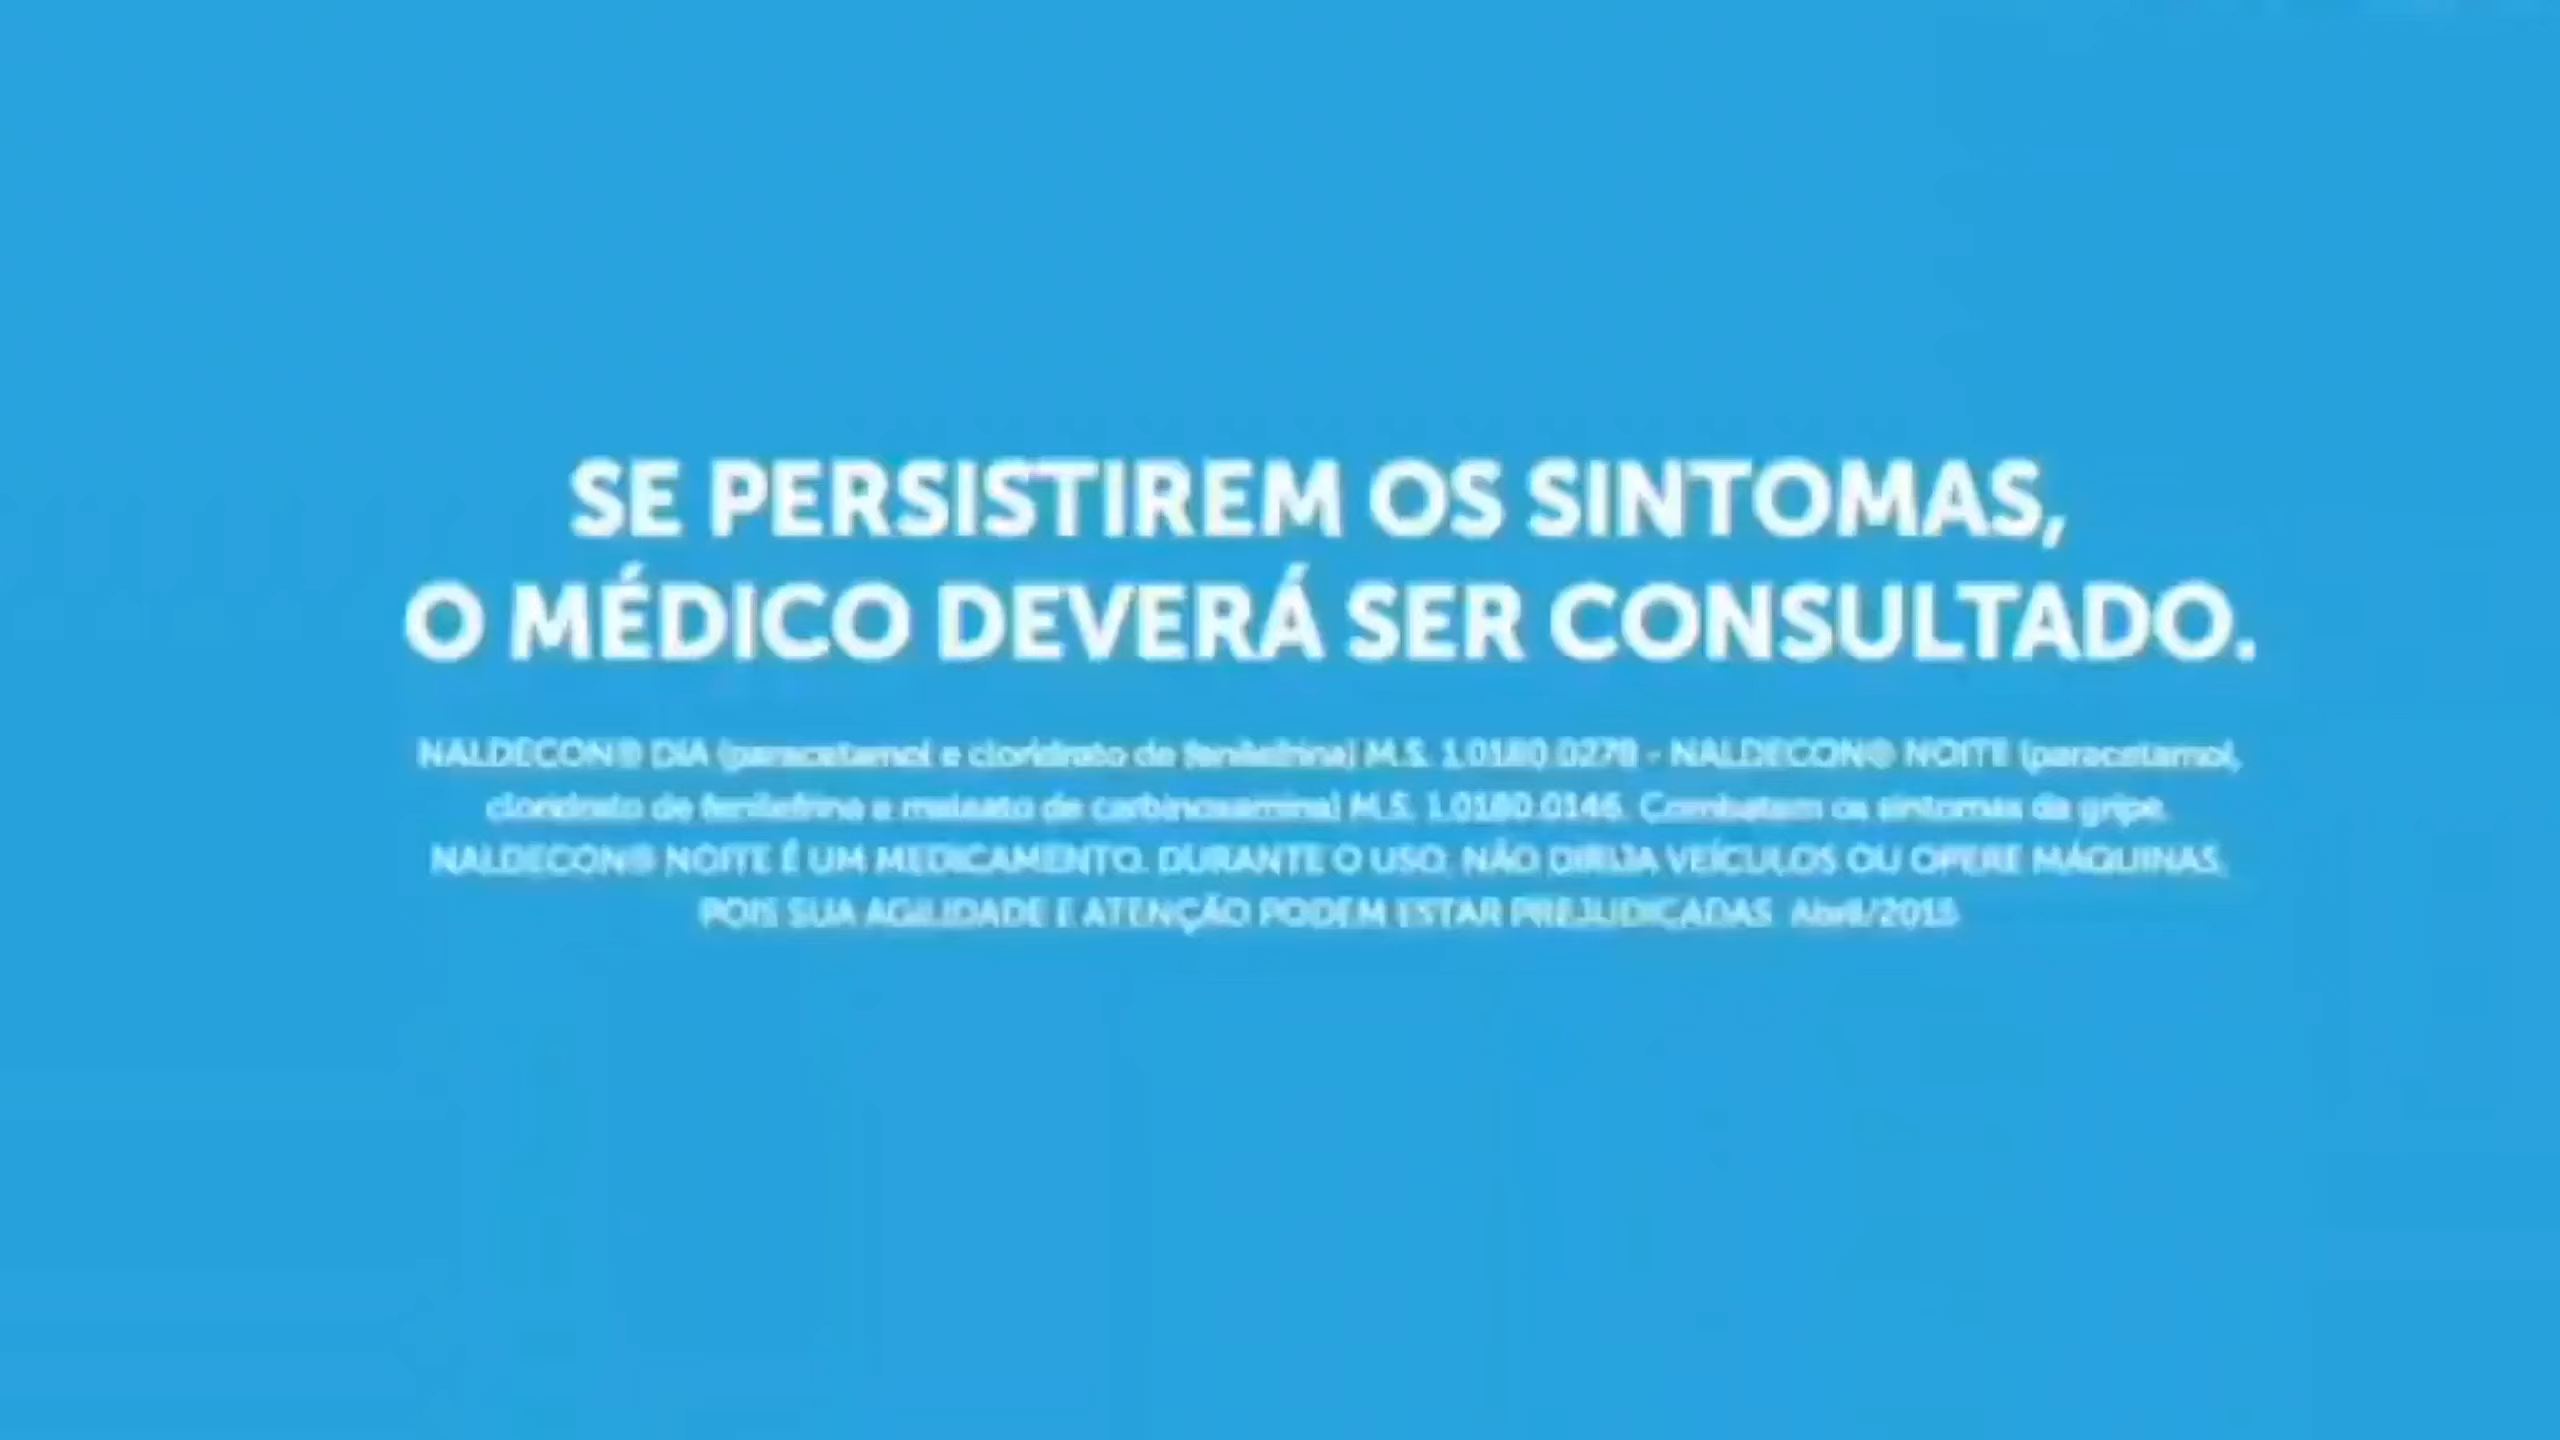 SE PERSISTIREM OS SINTOMAS,
O MÉDICO DEVERÁ SER CONSULTADO.
NALDECON® DIA (paracetamol e cloridrato de fenilefrina) M.S. 1.0180.0278 - NALDECON® NOITE (paracetamol,
cloridrato de fenilefrina e maleato de carbinoxamina) M.S. 1.0180.0146. Combatem os sintomas da gripe.
NALDECON® NOITE É UM MEDICAMENTO. DURANTE O USO, NÃO DIRIJA VEÍCULOS OU OPERE MÁQUINAS,
POIS SUA AGILIDADE E ATENÇÃO PODEM ESTAR PREJUDICADAS. Abril/2015